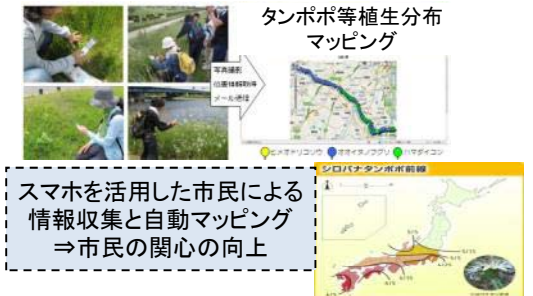 タンポポ等植生分布
マッピング
写真撮影
位置情報取得
メール送信
ヒメオドリコソウ オオイヌノフグリ ハマダイコン
スマホを活用した市民による
情報収集と自動マッピング
⇒市民の関心の向上
シロバナタンポポ前線